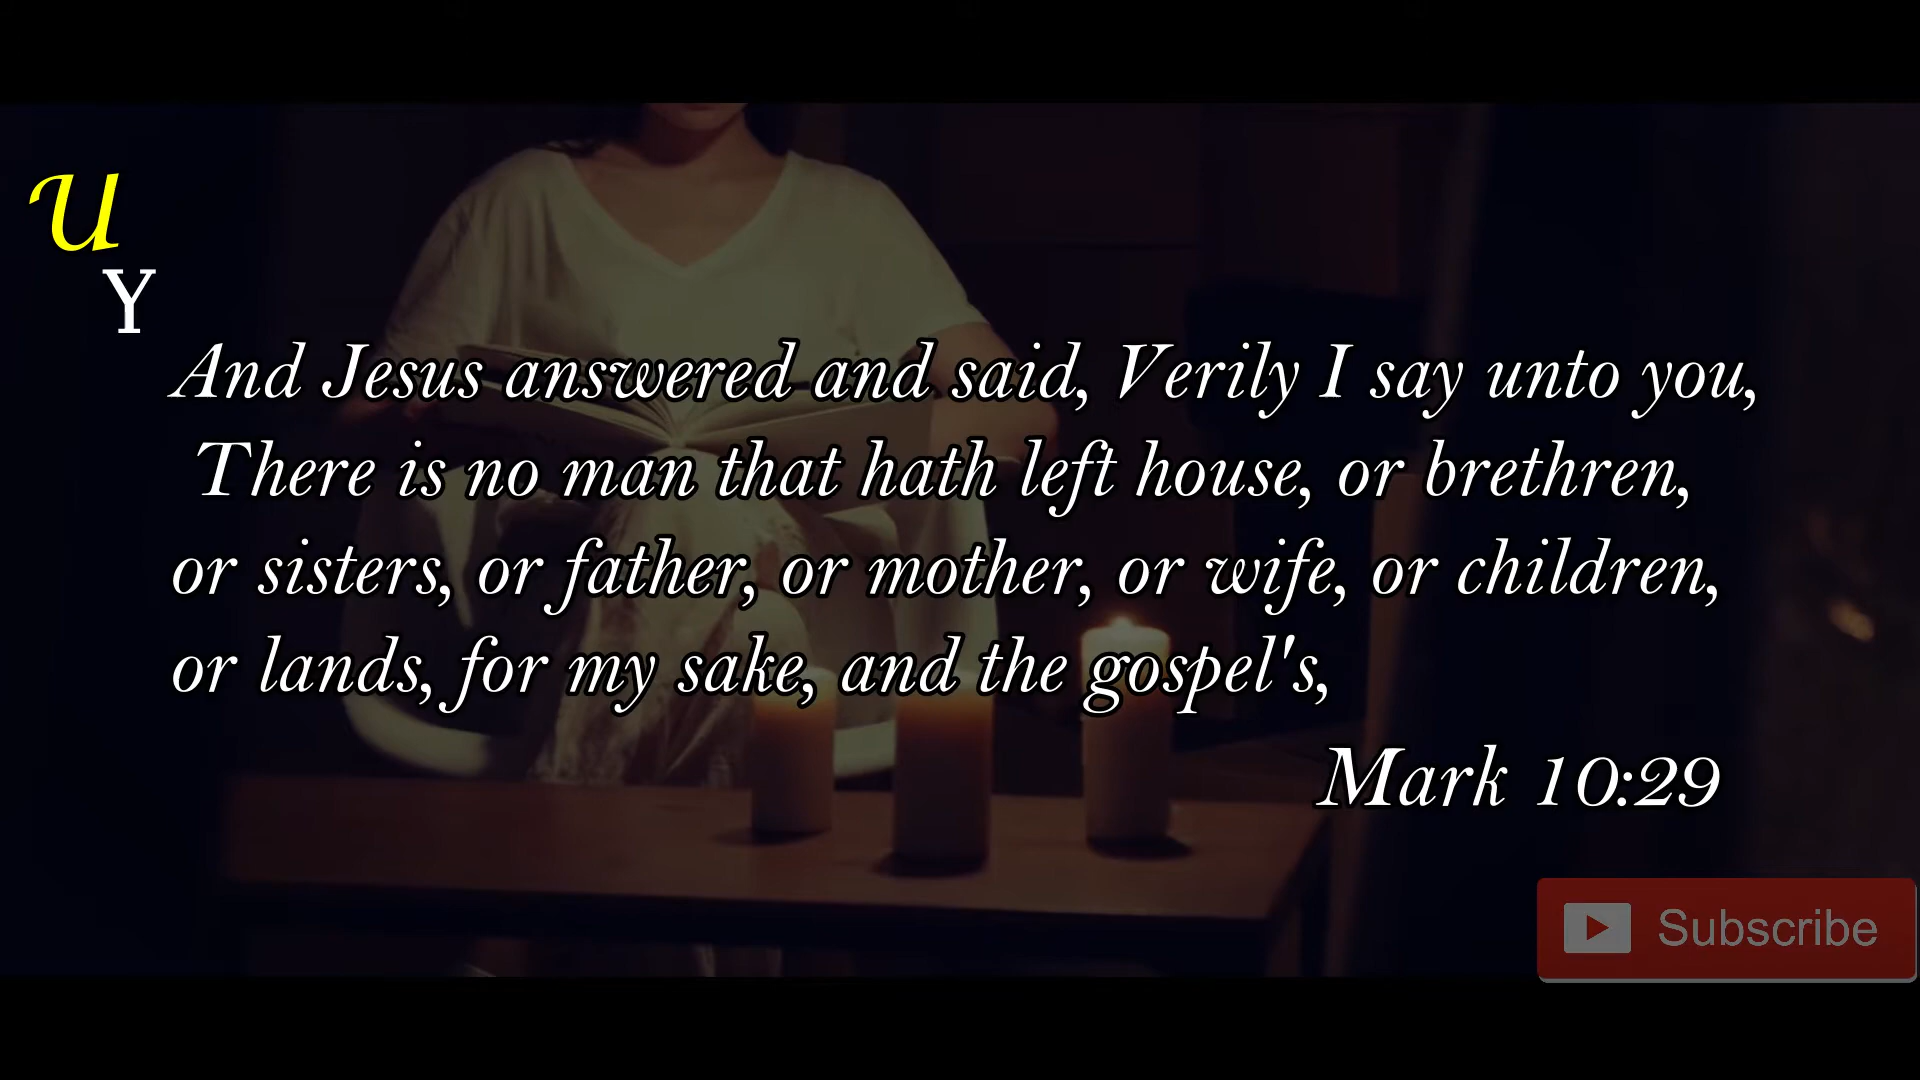 U
Y
And Jesus answered and said, Verily I say unto you,
There is no man that hath left house, or brethren,
or sisters, or father, or mother, or wife, or children,
or lands, for my sake, and the gospel's,
Mark 10:29
Subscribe